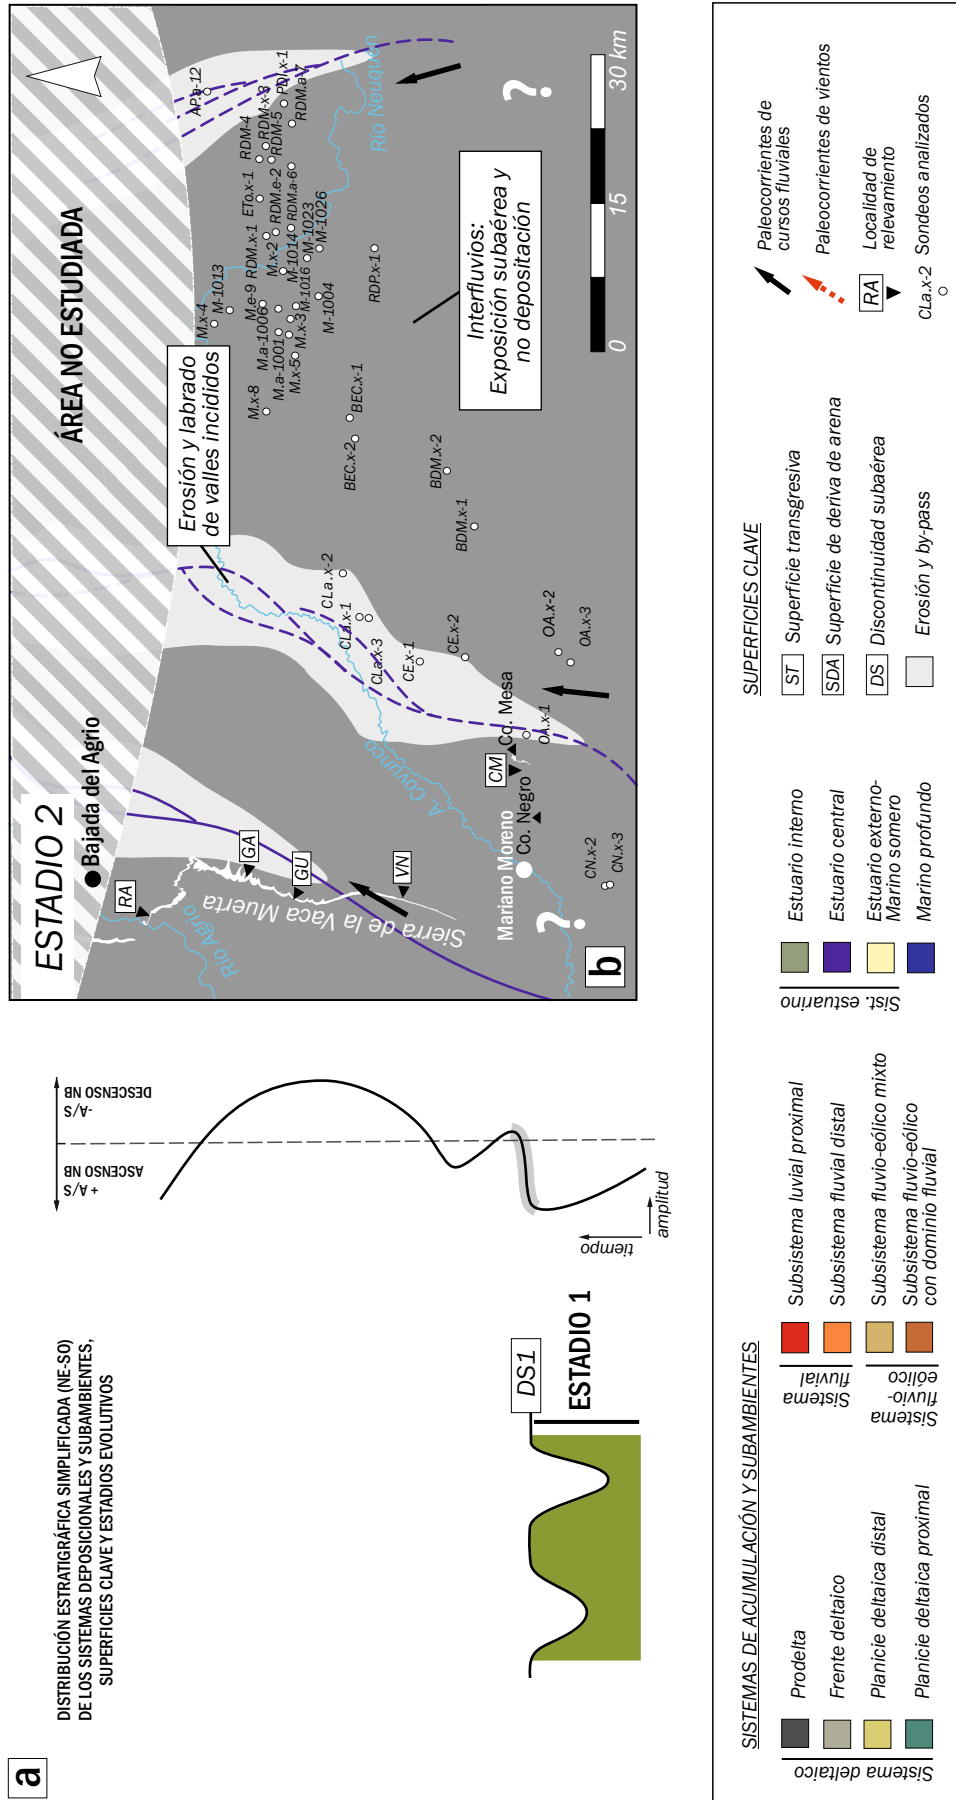 a
DISTRIBUCIÓN ESTRATIGRÁFICA SIMPLIFICADA (NE-SO)
DE LOS SISTEMAS DEPOSICIONALES Y SUBAMBIENTES,
SUPERFICIES CLAVE Y ESTADIOS EVOLUTIVOS
DS1
ESTADIO 1
ASCENSO NB
+ A/S
DESCENSO NB
-A/S
tiempo
amplitud
ESTADIO 2
b
ÁREA NO ESTUDIADA
Bajada del Agrio
RA
GA
GU
VN
Río Agrio
Sierra de la Vaca Muerta
Mariano Moreno
Co. Negro
CM
Co. Mesa
A. Covunco
?
CN.x-2
CN.x-3
OA.x-1
OA.x-2
OA.x-3
CE.x-1
CE.x-2
CLa.x-3
CLa.x-1
CLa.x-2
Erosión y labrado
de valles incididos
BDM.x-1
BDM.x-2
BEC.x-2
BEC.x-1
M.x-8
M.x-4
M-1013
M.e-9
M.a-1006
M.a-1001
M.x-5
M.x-3
M-1016
M-1004
RDM.x-1
M.x-2
M-1014
M-1023
M-1026
ETo.x-1
RDM.e-2
RDM.a-6
RDM-4
RDM.x-3
RDM-5
PDI.x-1
RDM.a-7
AP.a-12
RDP.x-1
Río Neuquén
?
Interfluvios:
Exposición subaérea y
no depositación
0
15
30 km
SISTEMAS DE ACUMULACIÓN Y SUBAMBIENTES
Sistema deltaico
Prodelta
Frente deltaico
Planicie deltaica distal
Planicie deltaica proximal
Sistema
fluvial
Subsistema luvial proximal
Subsistema fluvial distal
Sistema
fluvio-
eólico
Subsistema fluvio-eólico mixto
Subsistema fluvio-eólico
con dominio fluvial
Sist. estuarino
Estuario interno
Estuario central
Estuario externo-
Marino somero
Marino profundo
SUPERFICIES CLAVE
ST
Superficie transgresiva
SDA
Superficie de deriva de arena
DS
Discontinuidad subaérea
Erosión y by-pass
Paleocorrientes de
cursos fluviales
Paleocorrientes de vientos
RA
Localidad de
relevamiento
CLa.x-2
Sondeos analizados